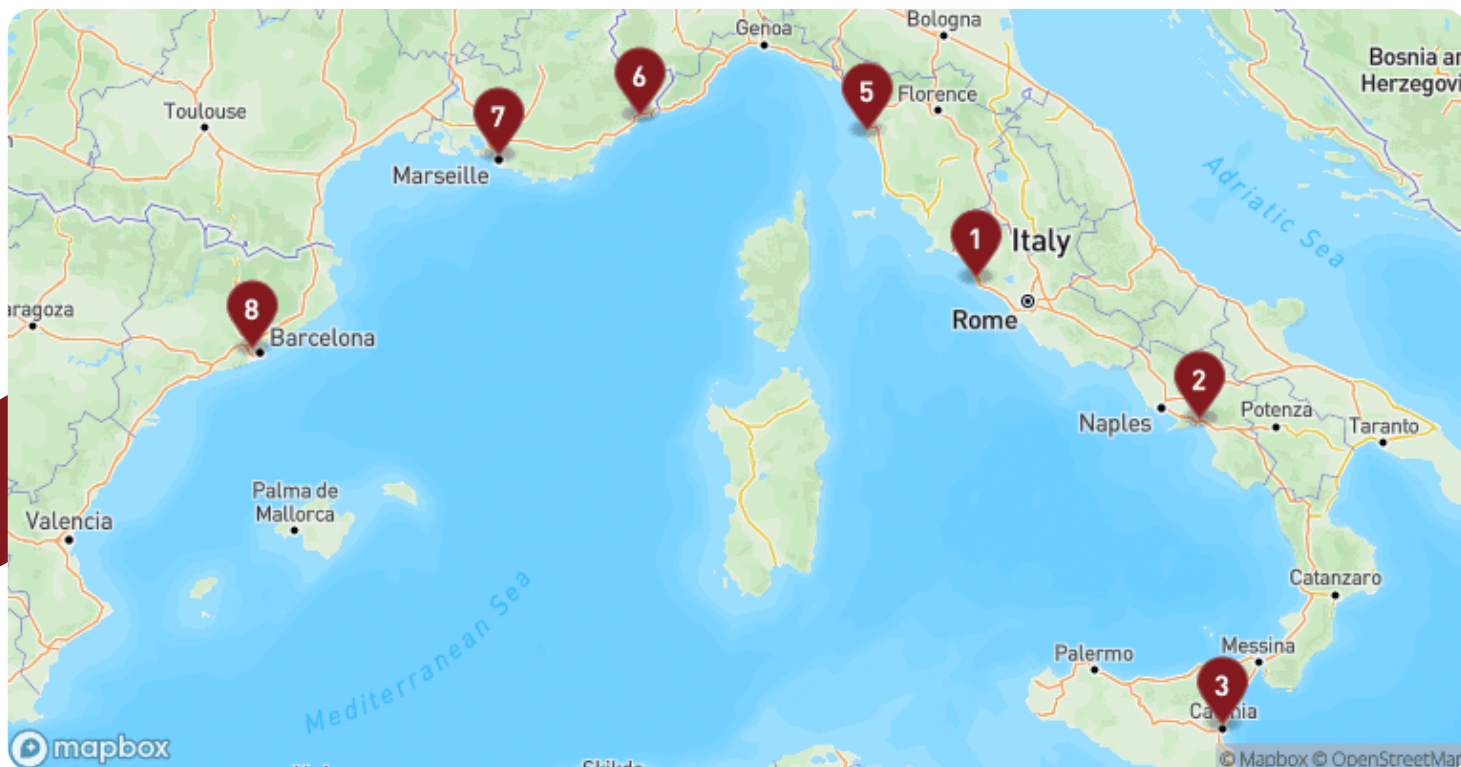 Genoa
Bologna
Bosnia an
Herzegovi
6
7
5
Florence
Toulouse
Marseille
Adriatic Sea
1
Italy
Rome
8
aragoza
Barcelona
2
Naples
Potenza
Taranto
Palma de
Mallorca
Valencia
Mediterranean Sea
Catanzaro
Messina
Palermo
3
mapbox
© Mapbox © OpenStreetMap